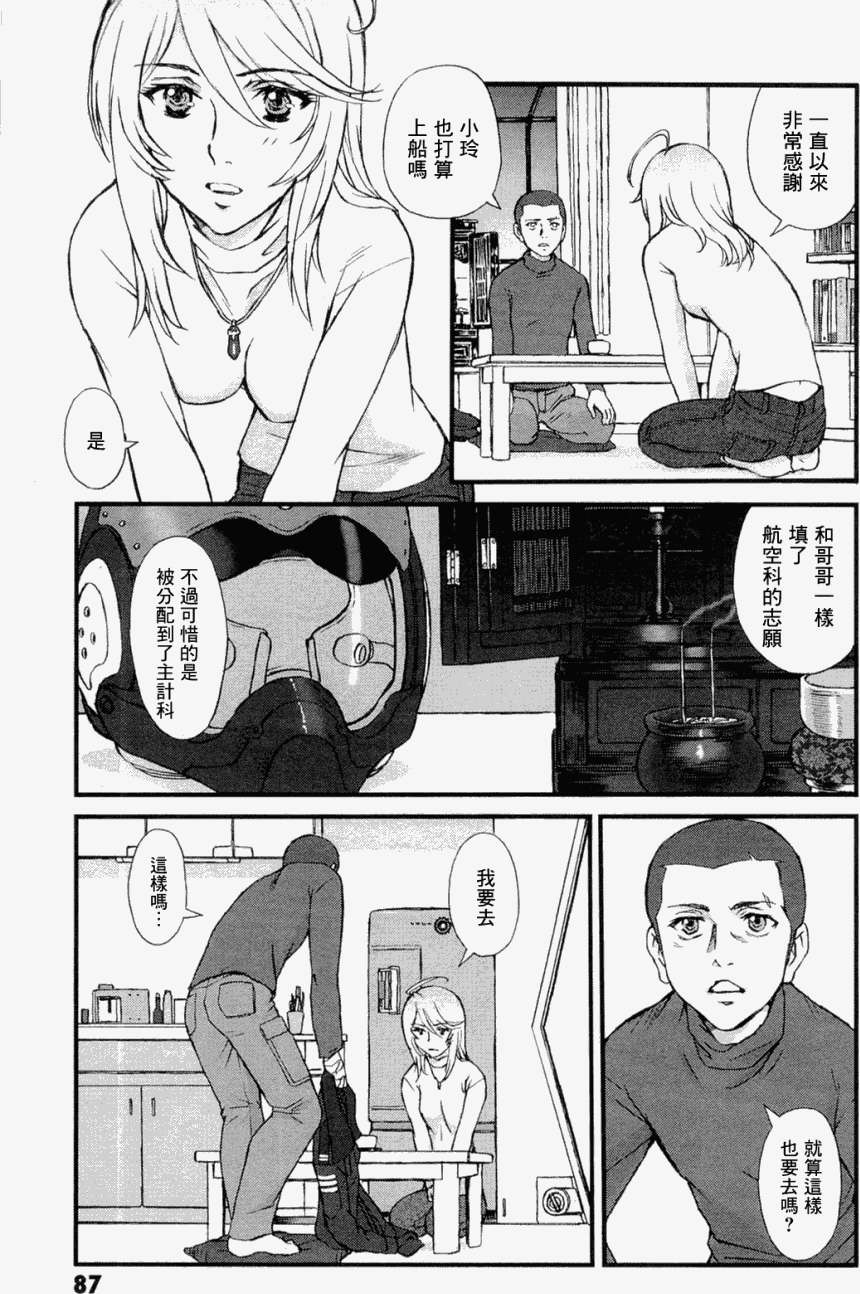 一直以來
非常感謝
小玲
也打算
上船嗎
是
和哥哥一樣
填了
航空科的志願
不過可惜的是
被分配到了主計科
就算這樣
也要去嗎？
我要去
這樣嗎…
87